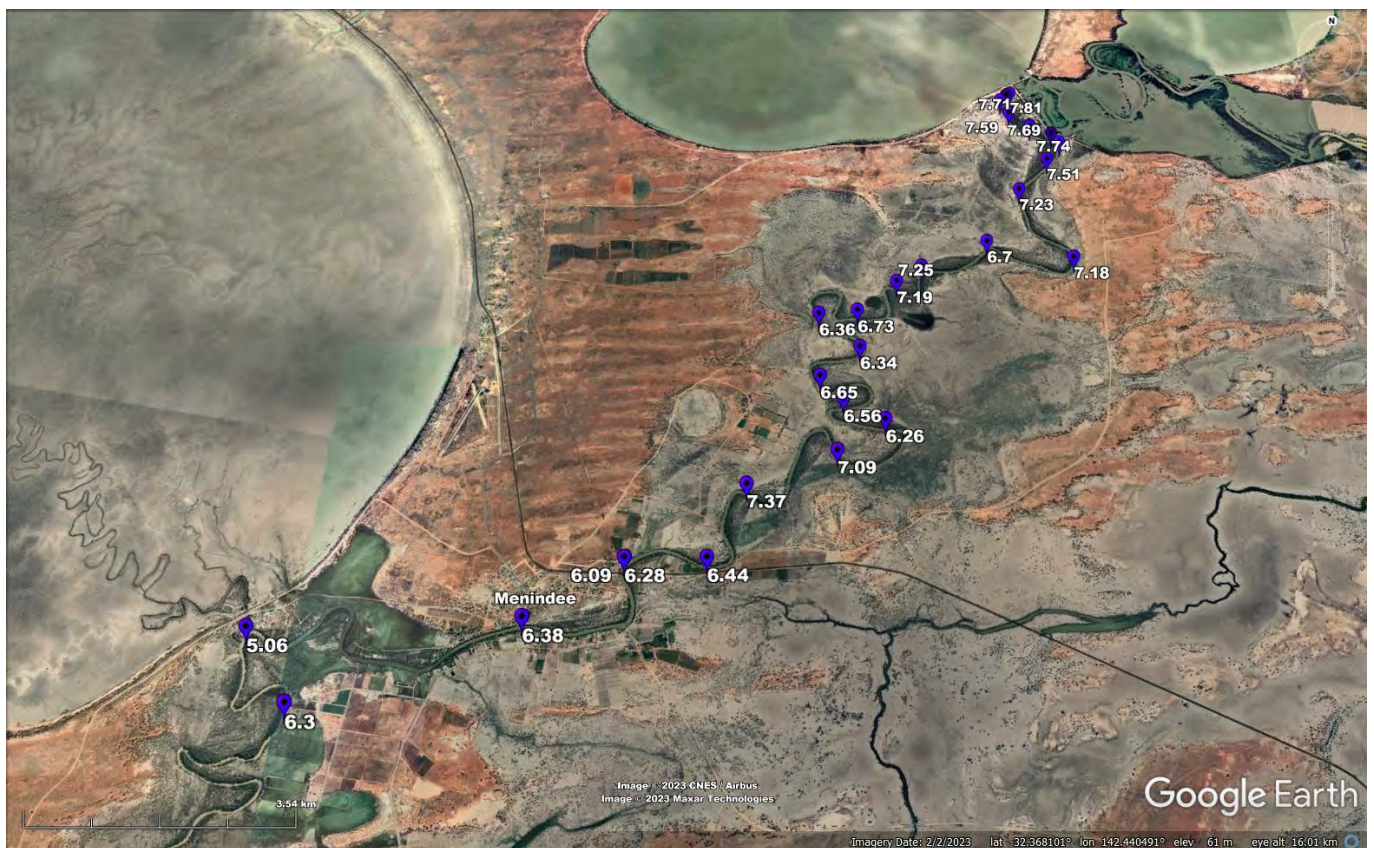 N
7.71 7.81
7.59 7.69
7.74
7.51
7.23
6.7
7.18
7.25
7.19
6.36 6.73
6.34
6.65
6.56
6.26
7.09
7.37
6.09 6.28 6.44
Menindee
6.38
5.06
6.3
Image © 2023 CNES / Airbus
Image © 2023 Maxar Technologies
3.54 km
Google Earth
Imagery Date: 2/2/2023 lat -32.368101° lon 142.440491° elev 61 m eye alt 16.01 km